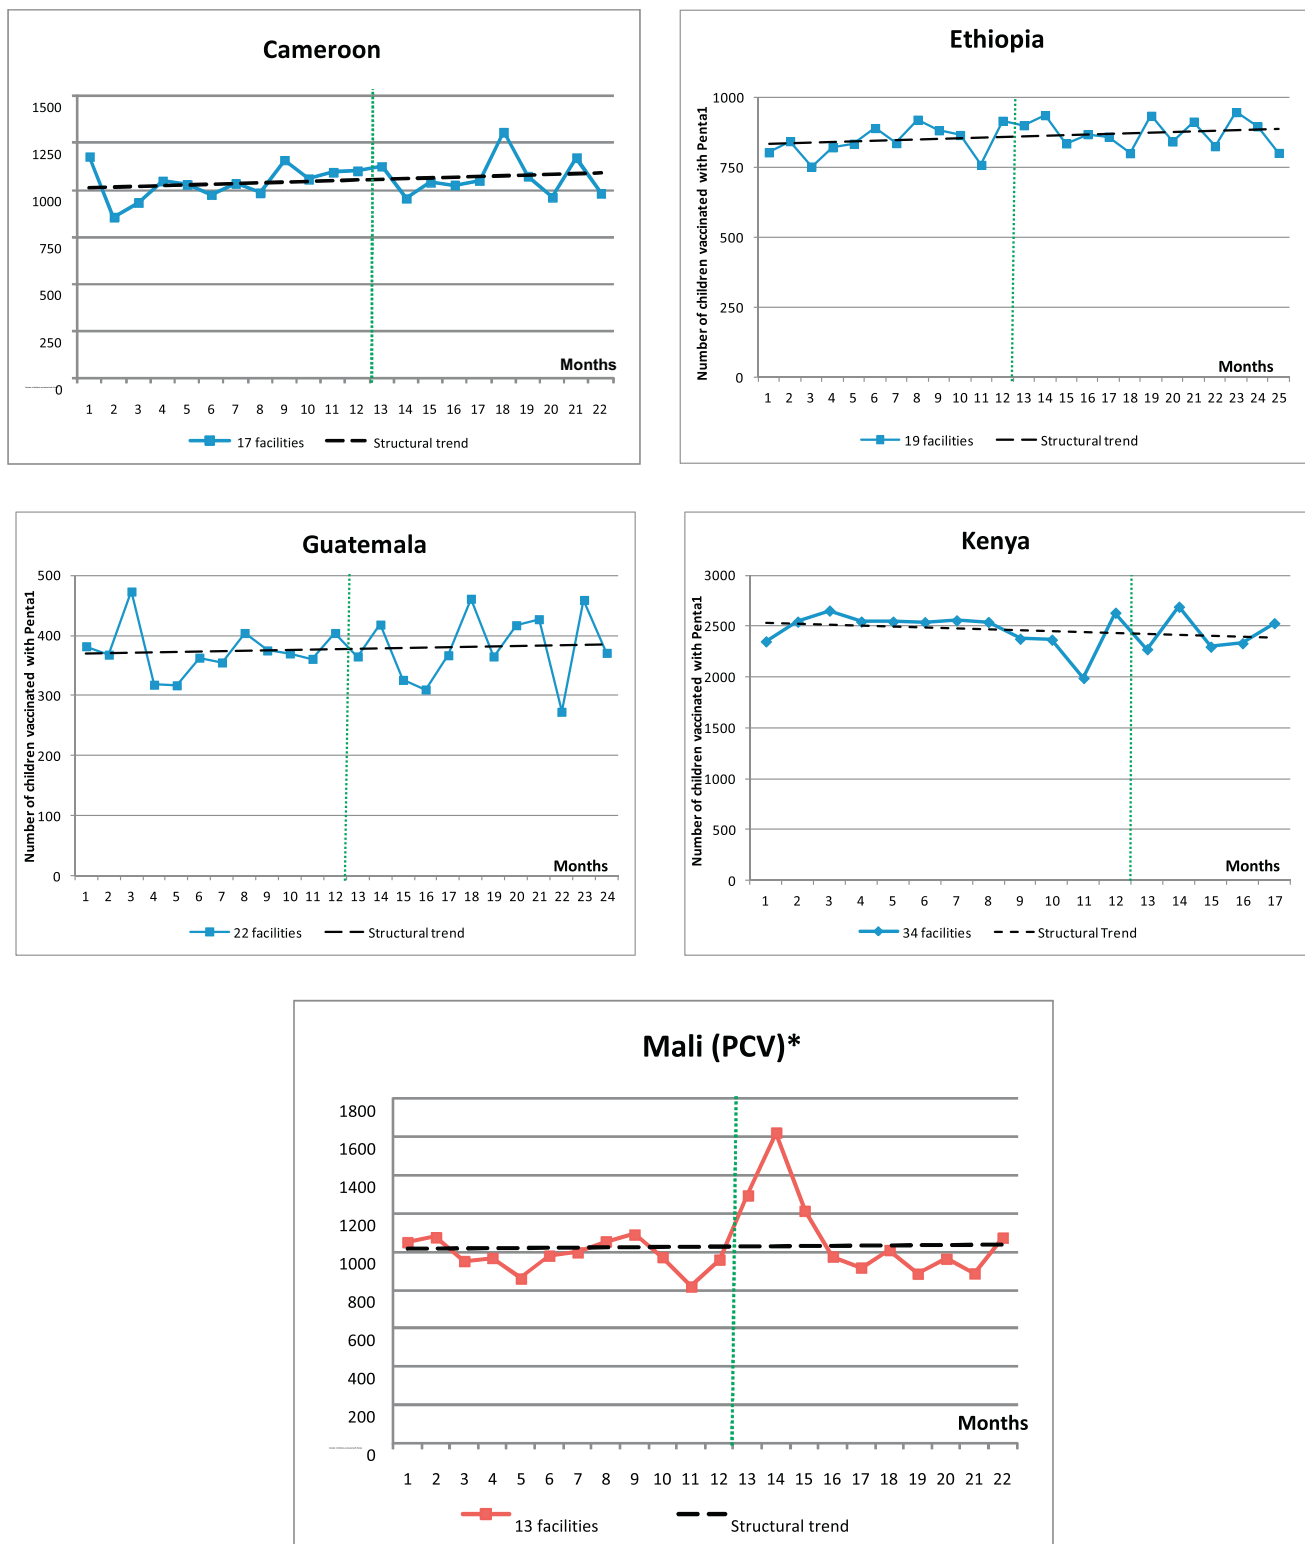 Cameroon
1500
1250
1000
750
500
250
0
Months
1 2 3 4 5 6 7 8 9 10 11 12 13 14 15 16 17 18 19 20 21 22
17 facilities Structural trend
Ethiopia
Number of children vaccinated with Penta1
1000
750
500
250
0
Months
1 2 3 4 5 6 7 8 9 10 11 12 13 14 15 16 17 18 19 20 21 22 23 24 25
19 facilities Structural trend
Guatemala
Number of children vaccinated with Penta1
500
400
300
200
100
0
Months
1 2 3 4 5 6 7 8 9 10 11 12 13 14 15 16 17 18 19 20 21 22 23 24
22 facilities Structural trend
Kenya
Number of children vaccinated with Penta1
3000
2500
2000
1500
1000
500
0
Months
1 2 3 4 5 6 7 8 9 10 11 12 13 14 15 16 17
34 facilities Structural Trend
Mali (PCV)*
1800
1600
1400
1200
1000
800
600
400
200
0
Months
1 2 3 4 5 6 7 8 9 10 11 12 13 14 15 16 17 18 19 20 21 22
13 facilities Structural trend